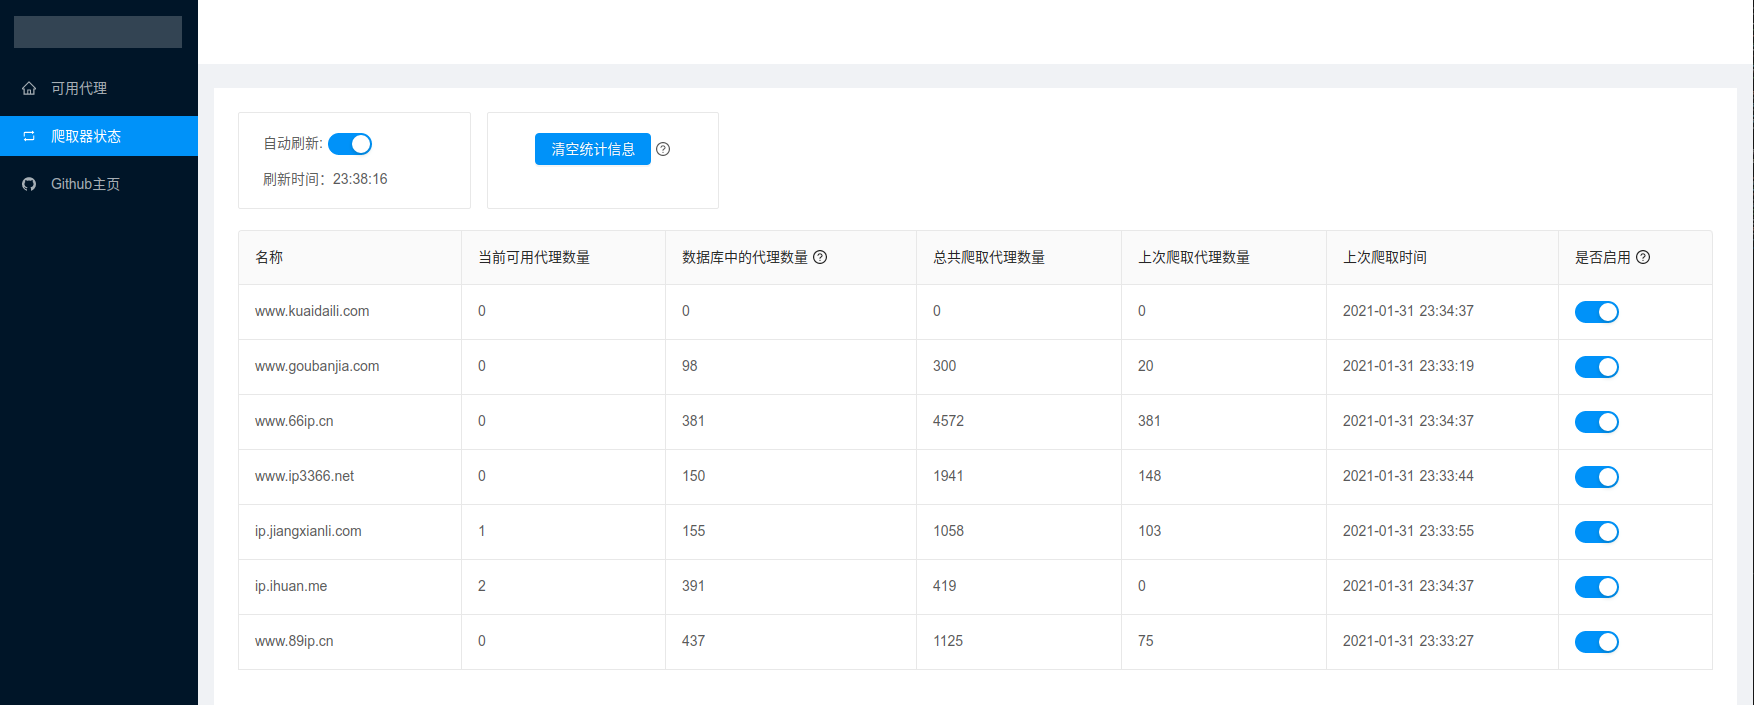 可用代理
爬取器状态
Github主页
自动刷新:
刷新时间：23:38:16
清空统计信息
名称 当前可用代理数量 数据库中的代理数量 总共爬取代理数量 上次爬取代理数量 上次爬取时间 是否启用
www.kuaidaili.com 0 0 0 0 2021-01-31 23:34:37
www.goubanjia.com 0 98 300 20 2021-01-31 23:33:19
www.66ip.cn 0 381 4572 381 2021-01-31 23:34:37
www.ip3366.net 0 150 1941 148 2021-01-31 23:33:44
ip.jiangxianli.com 1 155 1058 103 2021-01-31 23:33:55
ip.ihuan.me 2 391 419 0 2021-01-31 23:34:37
www.89ip.cn 0 437 1125 75 2021-01-31 23:33:27